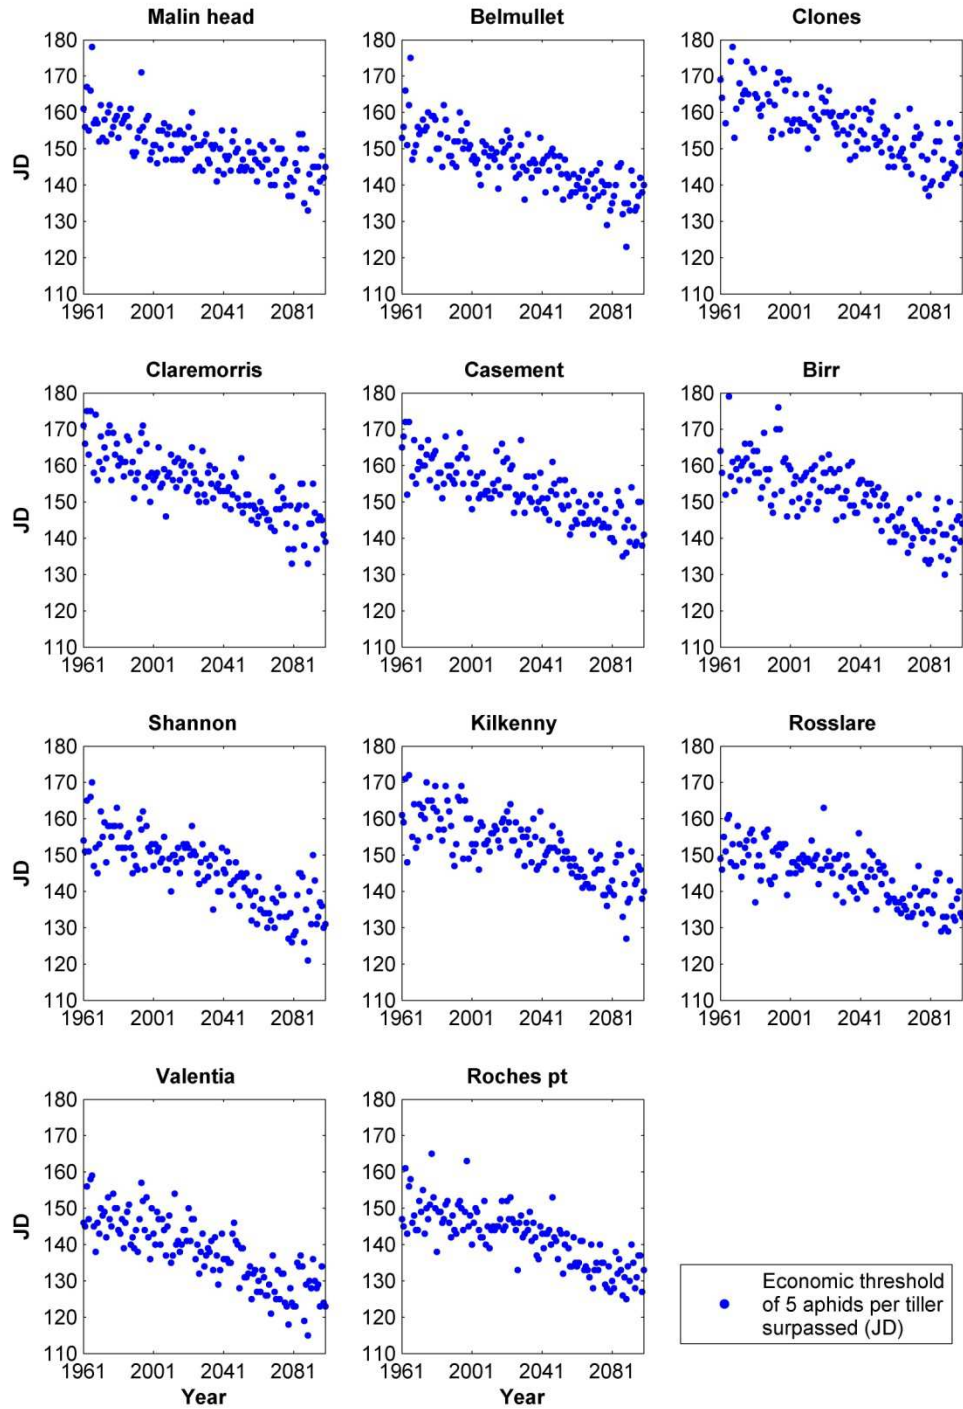 Malin head Belmullet Clones
180 180 180
170 170 170
160 160 160
150 150 150
JD
140 140 140
130 130 130
120 120 120
110 110 110
1961 2001 2041 2081 1961 2001 2041 2081 1961 2001 2041 2081
Claremorris Casement Birr
180 180 180
170 170 170
160 160 160
150 150 150
JD
140 140 140
130 130 130
120 120 120
110 110 110
1961 2001 2041 2081 1961 2001 2041 2081 1961 2001 2041 2081
Shannon Kilkenny Rosslare
180 180 180
170 170 170
160 160 160
150 150 150
JD
140 140 140
130 130 130
120 120 120
110 110 110
1961 2001 2041 2081 1961 2001 2041 2081 1961 2001 2041 2081
Valentia Roches pt
180 180
170 170
160 160
150 150
JD
140 140
130 130
120 120
110 110
1961 2001 2041 2081 1961 2001 2041 2081
Year Year
Economic threshold
of 5 aphids per tiller
surpassed (JD)